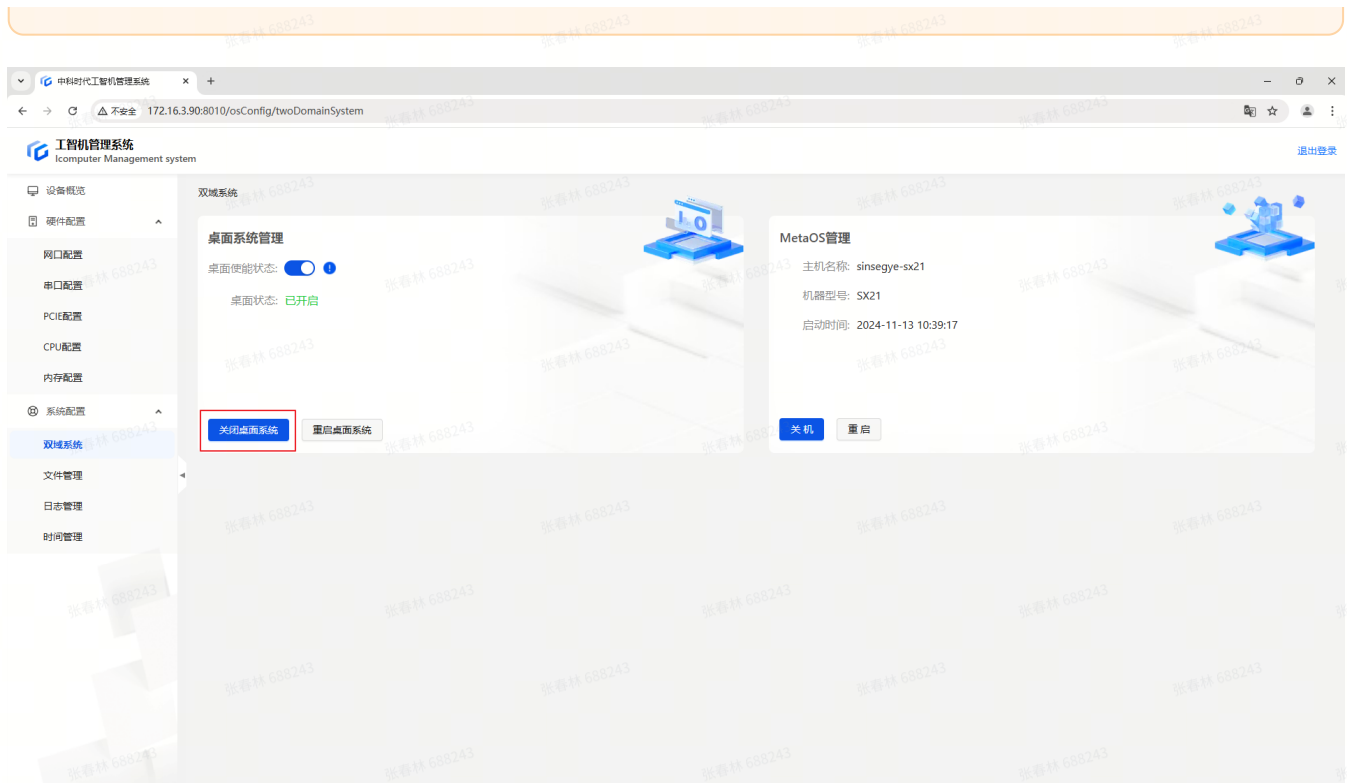 中科时代工智机管理系统
不安全 172.16.3.90:8010/osConfig/twoDomainSystem
工智机管理系统
Icomputer Management system
退出登录
设备概览
硬件配置
网口配置
串口配置
PCIE配置
CPU配置
内存配置
系统配置
双域系统
文件管理
日志管理
时间管理
双域系统
桌面系统管理
桌面使能状态:
桌面状态: 已开启
关闭桌面系统
重启桌面系统
MetaOS管理
主机名称: sinsegye-sx21
机器型号: SX21
启动时间: 2024-11-13 10:39:17
关 机
重 启
张春林 688243